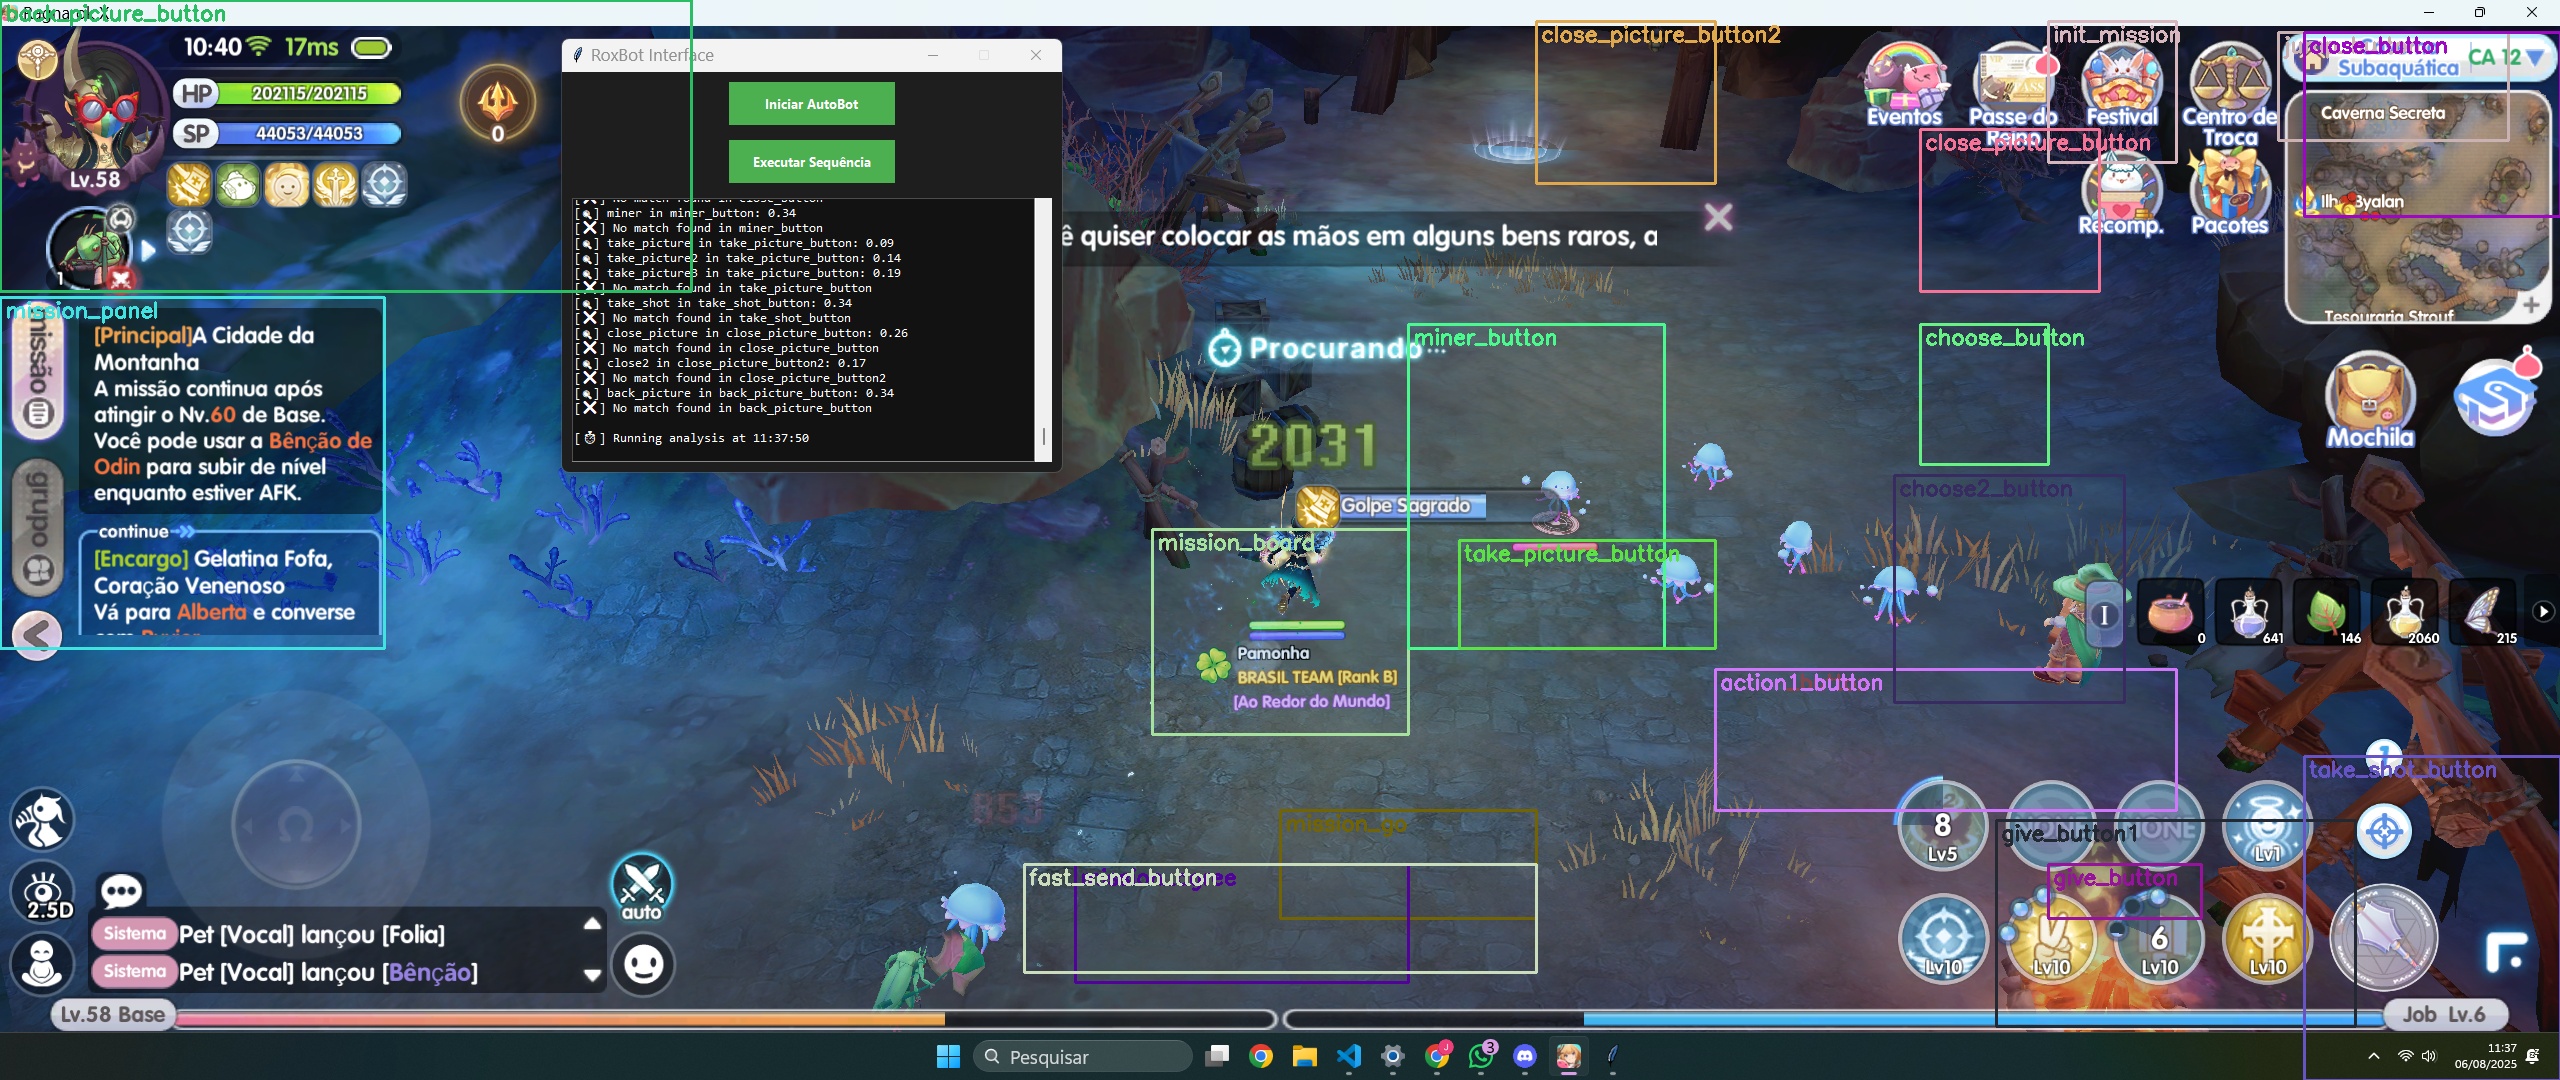 back_picture_button
Ragnarok X
10:40
17ms
HP
202115/202115
SP
44053/44053
0
Lv.58
1
RoxBot Interface
Iniciar AutoBot
Executar Sequência
[🔍] miner in miner_button: 0.34
[❌] No match found in miner_button
[🔍] take_picture in take_picture_button: 0.09
[🔍] take_picture2 in take_picture_button: 0.14
[🔍] take_picture3 in take_picture_button: 0.19
[❌] No match found in take_picture_button
[🔍] take_shot in take_shot_button: 0.34
[❌] No match found in take_shot_button
[🔍] close_picture in close_picture_button: 0.26
[❌] No match found in close_picture_button
[🔍] close2 in close_picture_button2: 0.17
[❌] No match found in close_picture_button2
[🔍] back_picture in back_picture_button: 0.34
[❌] No match found in back_picture_button
[⏱] Running analysis at 11:37:50
close_picture_button2
init_mission
close_button
Subaquática
CA 12
Eventos
Passe do
Reino
Festival
Centro de
Troca
Caverna Secreta
close_picture_button
Recomp.
Pacotes
Ilha Byalan
Tesouraria Strouf
ê quiser colocar as mãos em alguns bens raros, a
mission_panel
missão
[Principal]A Cidade da
Montanha
A missão continua após
atingir o Nv.60 de Base.
Você pode usar a Bênção de
Odin para subir de nível
enquanto estiver AFK.
grupo
continue
[Encargo] Gelatina Fofa,
Coração Venenoso
Vá para Alberta e converse
Procurando...
miner_button
choose_button
Mochila
2031
Golpe Sagrado
choose2_button
mission_board
take_picture_button
Pamonha
BRASIL TEAM [Rank B]
[Ao Redor do Mundo]
I
0
641
146
2060
215
action1_button
take_shot_button
853
mission_go
8
Lv5
give_button1
Lv1
fast_send_button
give_button
2.5D
auto
Sistema
Pet [Vocal] lançou [Folia]
Sistema
Pet [Vocal] lançou [Bênção]
Lv10
Lv10
6
Lv10
Lv10
Lv.58 Base
Job Lv.6
Pesquisar
3
11:37
06/08/2025